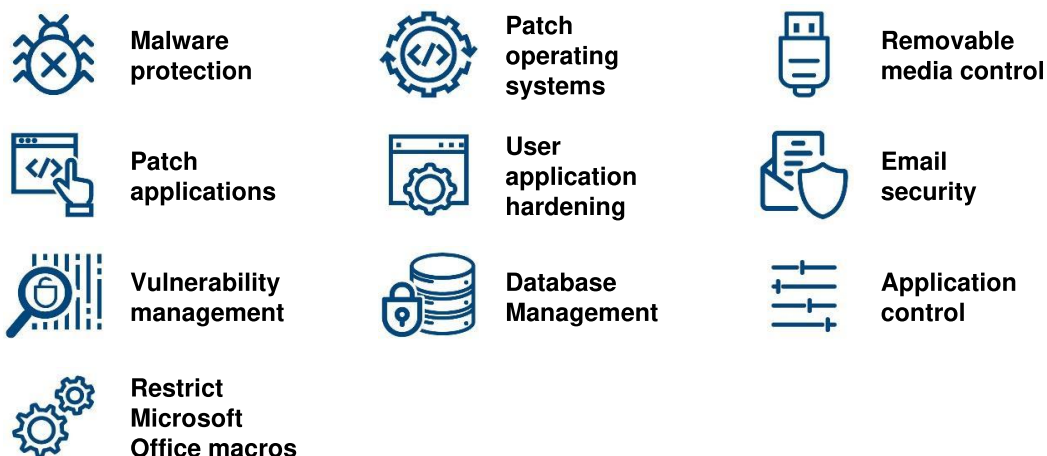 Malware
protection
Patch
operating
systems
Removable
media control
Patch
applications
User
application
hardening
Email
security
Vulnerability
management
Database
Management
Application
control
Restrict
Microsoft
Office macros